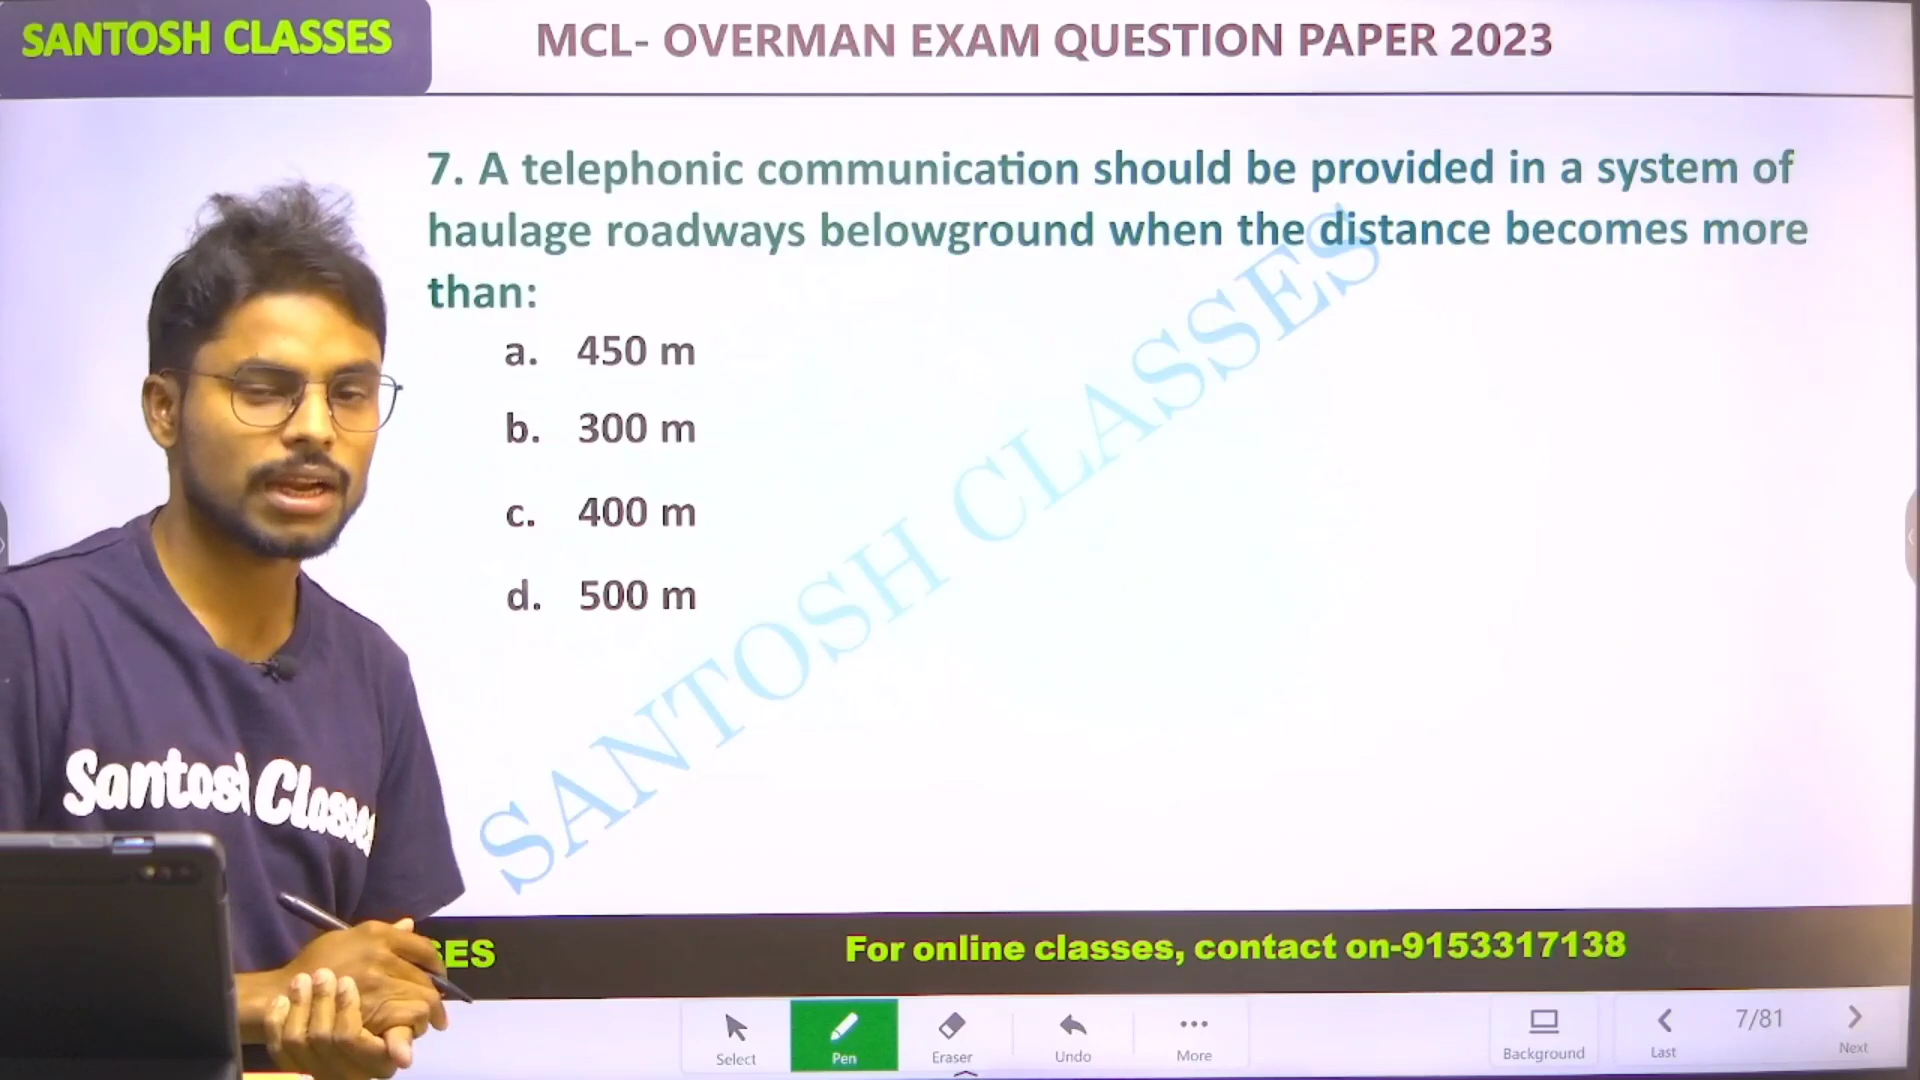 SANTOSH CLASSES
MCL- OVERMAN EXAM QUESTION PAPER 2023
7. A telephonic communication should be provided in a system of
haulage roadways belowground when the distance becomes more
than:
a. 450 m
b. 300 m
c. 400 m
d. 500 m
SANTOSH CLASSES
Santosh Classes
SES
For online classes, contact on-9153317138
Select
Pen
Eraser
Undo
More
Background
Last
7/81
Next